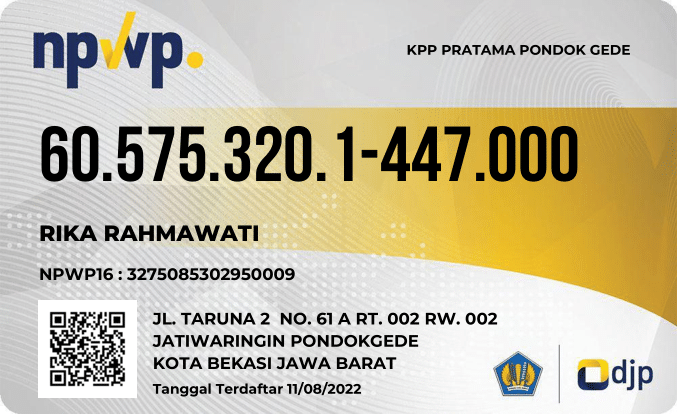 npwp.
KPP PRATAMA PONDOK GEDE
60.575.320.1-447.000
RIKA RAHMAWATI
NPWP16 : 3275085302950009
JL. TARUNA 2 NO. 61 A RT. 002 RW. 002
JATIWARINGIN PONDOKGEDE
KOTA BEKASI JAWA BARAT
Tanggal Terdaftar 11/08/2022
djp